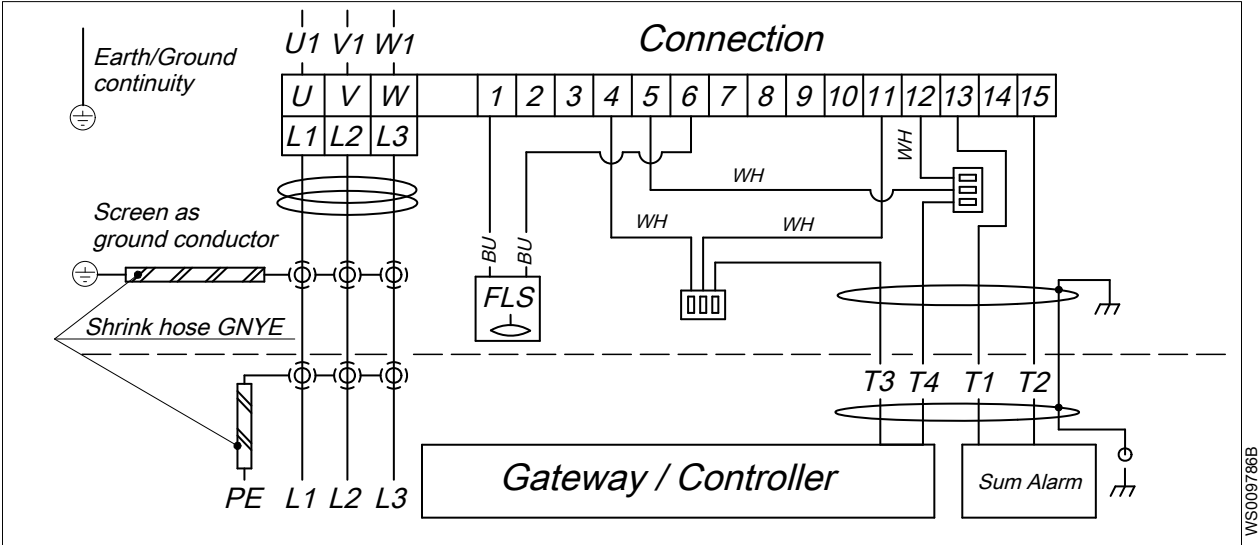 Connection
Earth/Ground
continuity
U1 V1 W1
U V W 1 2 3 4 5 6 7 8 9 10 11 12 13 14 15
L1 L2 L3
WH
WH
WH
WH
BU
BU
Screen as
ground conductor
FLS
Shrink hose GNYE
T3 T4 T1 T2
Gateway / Controller
Sum Alarm
PE L1 L2 L3
WS009786B